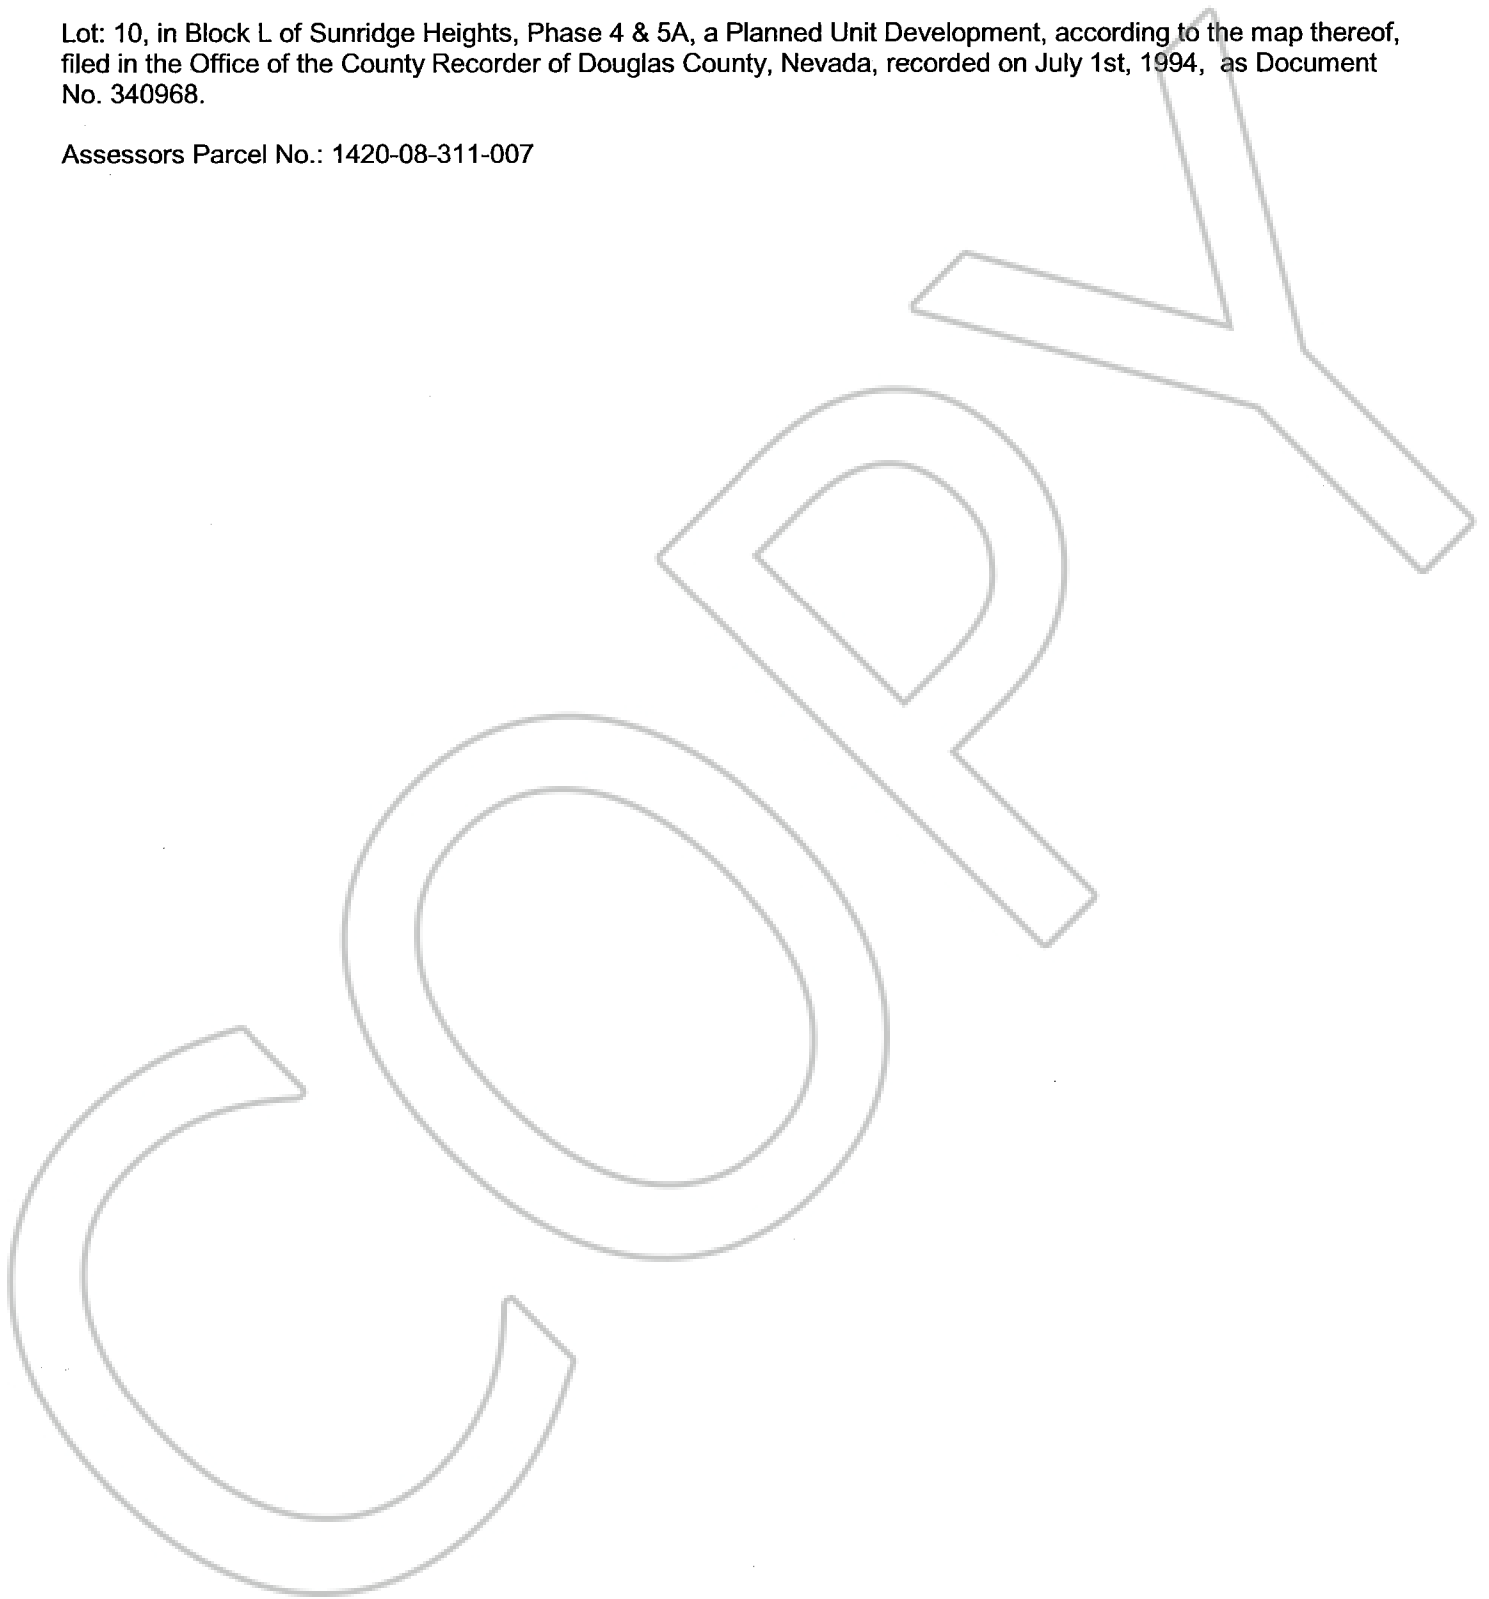 Lot: 10, in Block L of Sunridge Heights, Phase 4 & 5A, a Planned Unit Development, according to the map thereof,
filed in the Office of the County Recorder of Douglas County, Nevada, recorded on July 1st, 1994,  as Document
No. 340968.
Assessors Parcel No.: 1420-08-311-007
COPY